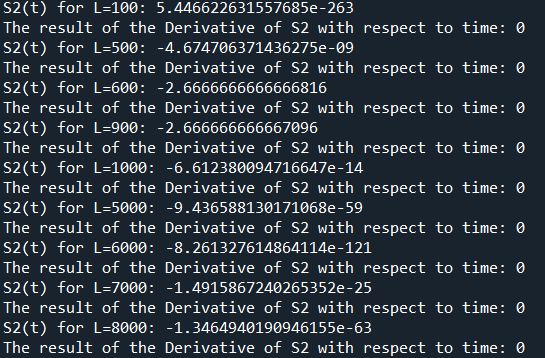 S2(t) for L=100: 5.446622631557685e-263
The result of the Derivative of S2 with respect to time: 0
S2(t) for L=500: -4.674706371436275e-09
The result of the Derivative of S2 with respect to time: 0
S2(t) for L=600: -2.6666666666666816
The result of the Derivative of S2 with respect to time: 0
S2(t) for L=900: -2.666666666667096
The result of the Derivative of S2 with respect to time: 0
S2(t) for L=1000: -6.612380094716647e-14
The result of the Derivative of S2 with respect to time: 0
S2(t) for L=5000: -9.436588130171068e-59
The result of the Derivative of S2 with respect to time: 0
S2(t) for L=6000: -8.261327614864114e-121
The result of the Derivative of S2 with respect to time: 0
S2(t) for L=7000: -1.4915867240265352e-25
The result of the Derivative of S2 with respect to time: 0
S2(t) for L=8000: -1.3464940190946155e-63
The result of the Derivative of S2 with respect to time: 0